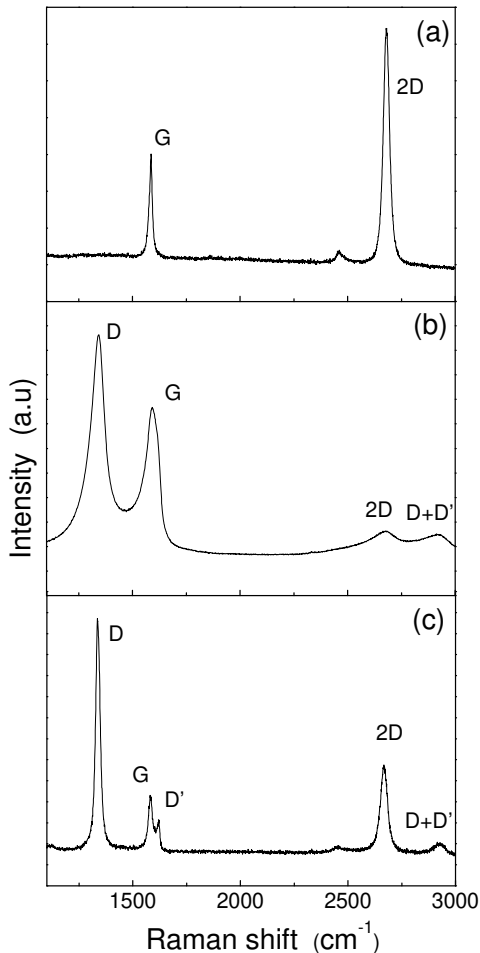 (a)
2D
G
(b)
D
G
2D D+D’
(c)
D
2D
G
D’
D+D’
Intensity (a.u)
1500 2000 2500 3000
Raman shift (cm-1)